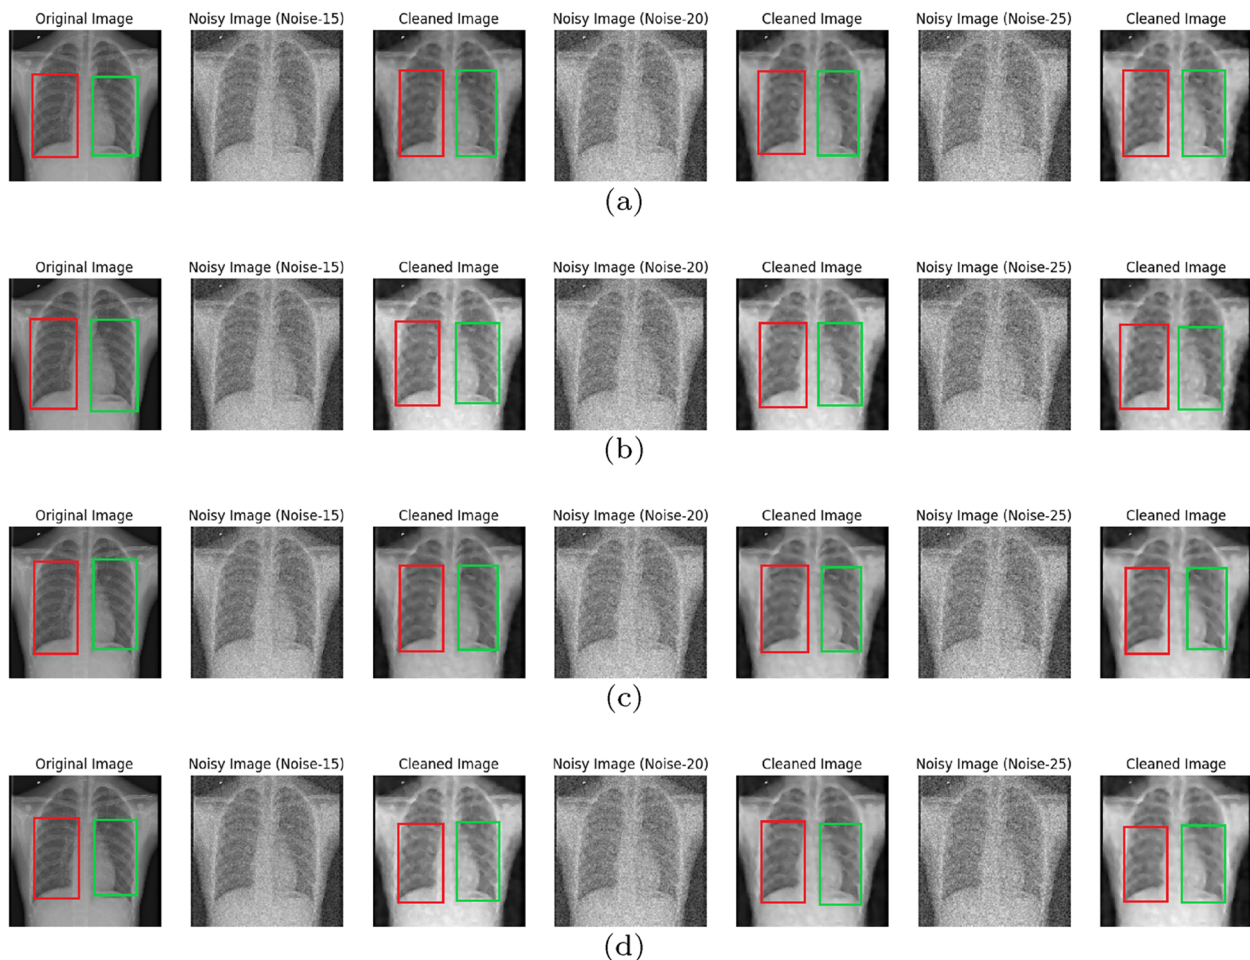 Original Image Noisy Image (Noise-15) Cleaned Image Noisy Image (Noise-20) Cleaned Image Noisy Image (Noise-25) Cleaned Image
(a)
Original Image Noisy Image (Noise-15) Cleaned Image Noisy Image (Noise-20) Cleaned Image Noisy Image (Noise-25) Cleaned Image
(b)
Original Image Noisy Image (Noise-15) Cleaned Image Noisy Image (Noise-20) Cleaned Image Noisy Image (Noise-25) Cleaned Image
(c)
Original Image Noisy Image (Noise-15) Cleaned Image Noisy Image (Noise-20) Cleaned Image Noisy Image (Noise-25) Cleaned Image
(d)